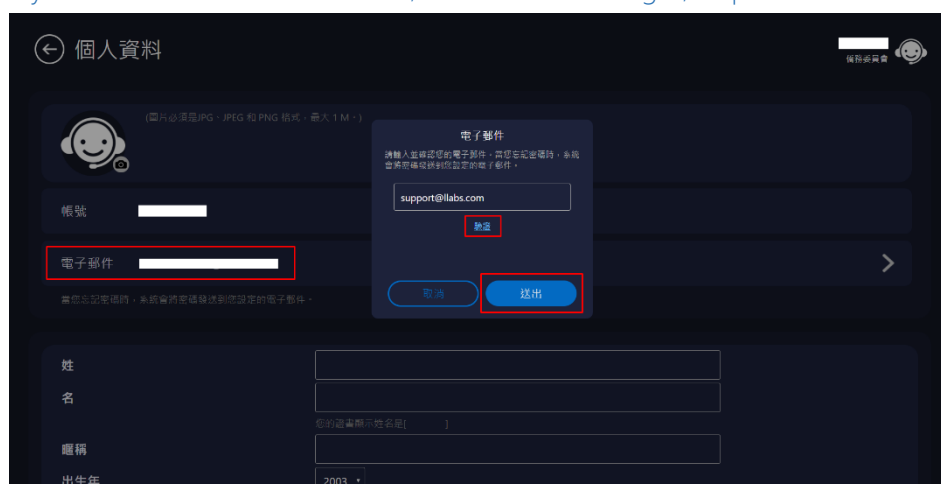 個人資料
僑務委員會
(圖片必須是JPG、JPEG 和 PNG 格式，最大 1 M。)
電子郵件
請輸入並確認您的電子郵件，當您忘記密碼時，系統
會將密碼發送到您設定的電子郵件。
support@llabs.com
驗證
取消
送出
帳號
電子郵件
當您忘記密碼時，系統會將密碼發送到您設定的電子郵件。
姓
名
您的證書顯示姓名是[ ]
暱稱
出生年
2003